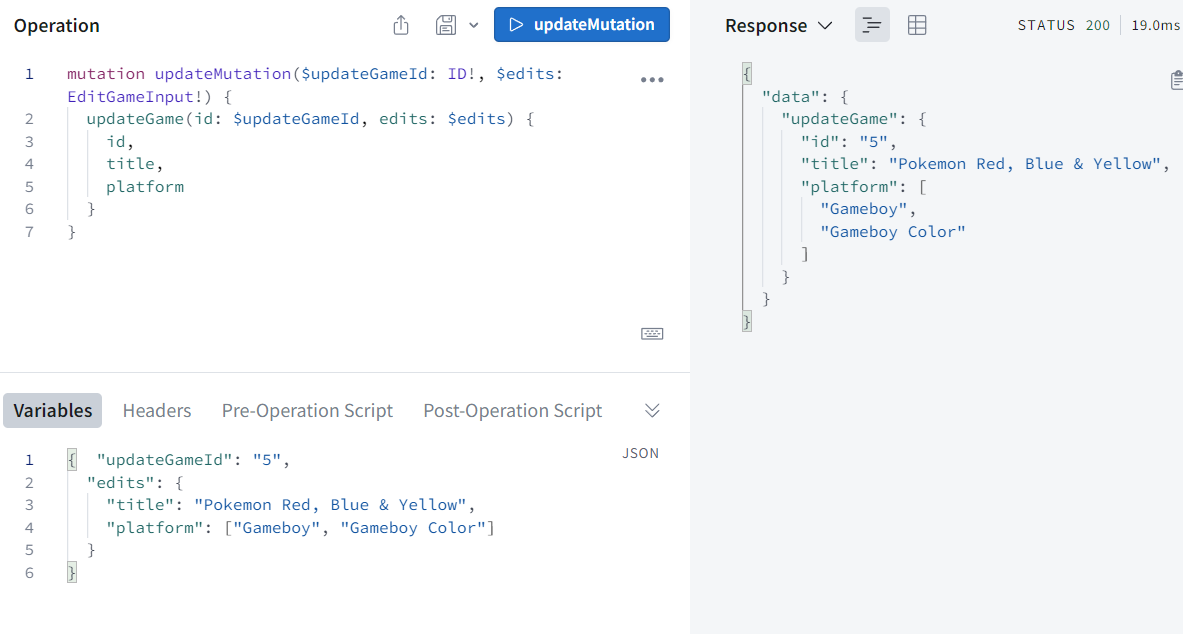 Operation
updateMutation
1 mutation updateMutation($updateGameId: ID!, $edits:
EditGameInput!) {
2 updateGame(id: $updateGameId, edits: $edits) {
3 id,
4 title,
5 platform
6 }
7 }
Variables Headers Pre-Operation Script Post-Operation Script
JSON
1 { "updateGameId": "5",
2 "edits": {
3 "title": "Pokemon Red, Blue & Yellow",
4 "platform": ["Gameboy", "Gameboy Color"]
5 }
6 }
Response STATUS 200 19.0ms
{
"data": {
"updateGame": {
"id": "5",
"title": "Pokemon Red, Blue & Yellow",
"platform": [
"Gameboy",
"Gameboy Color"
]
}
}
}